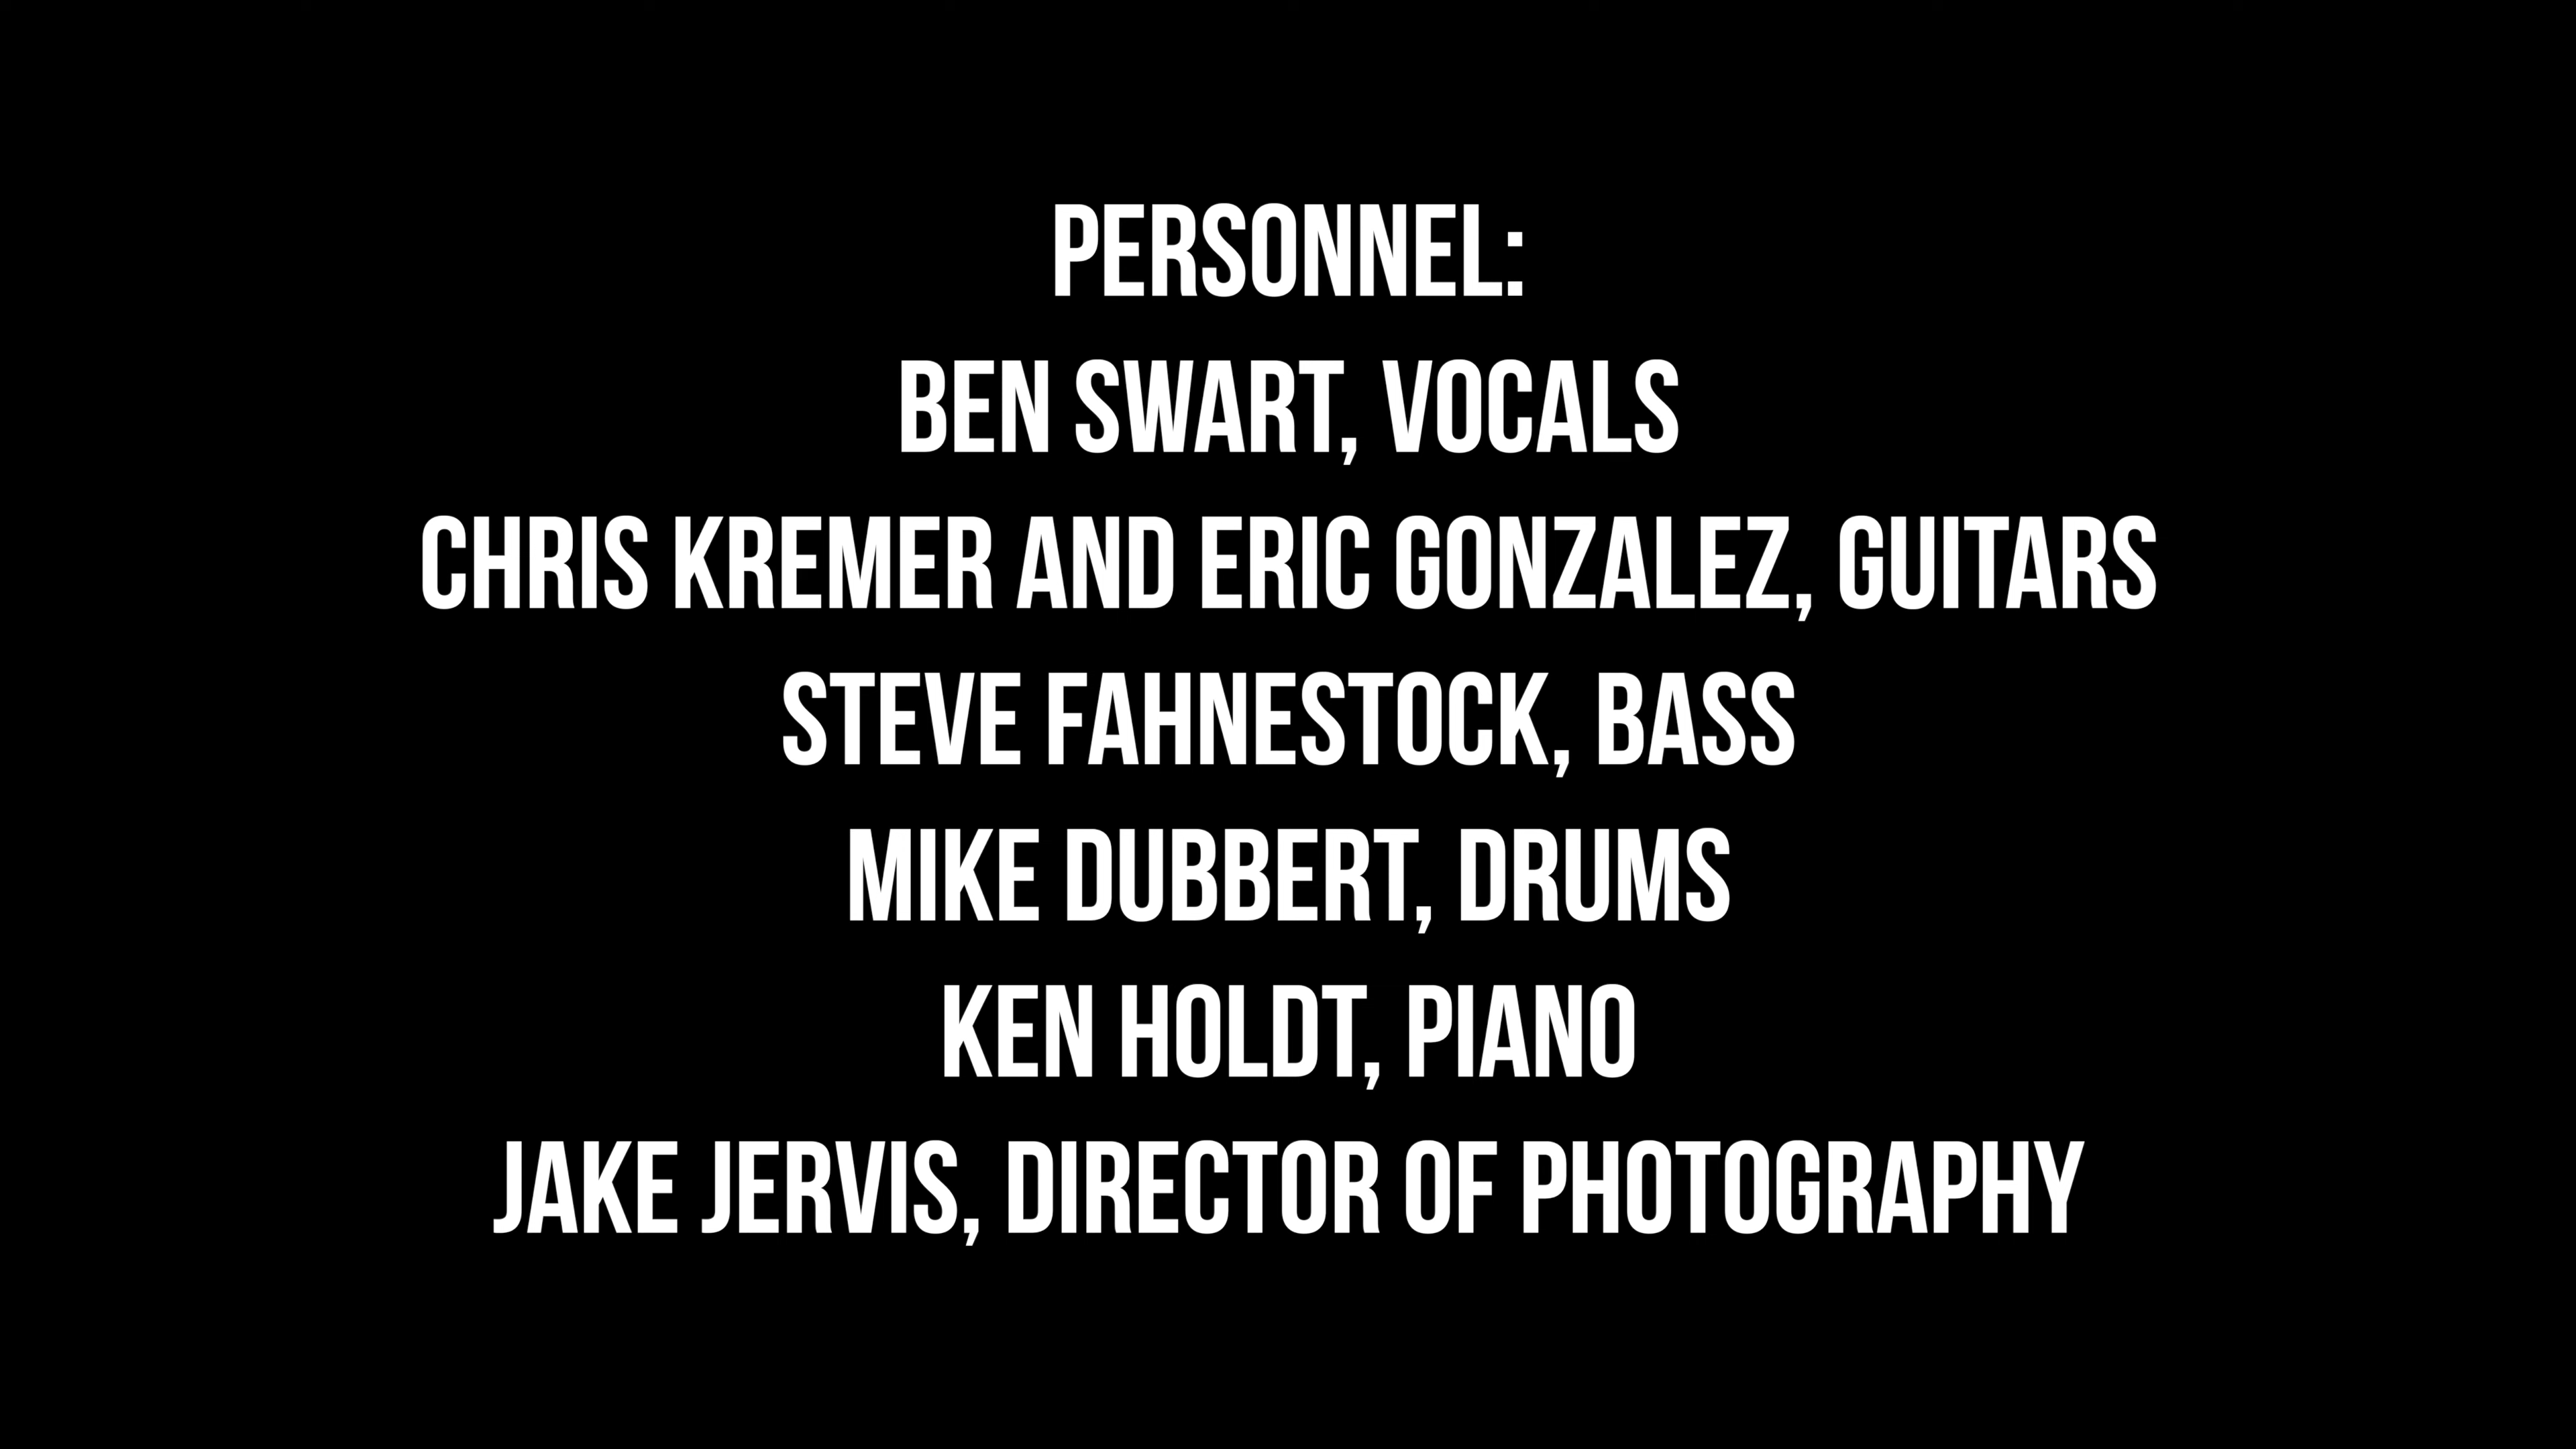 PERSONNEL:
BEN SWART, VOCALS
CHRIS KREMER AND ERIC GONZALEZ, GUITARS
STEVE FAHNESTOCK, BASS
MIKE DUBBERT, DRUMS
KEN HOLDT, PIANO
JAKE JERVIS, DIRECTOR OF PHOTOGRAPHY